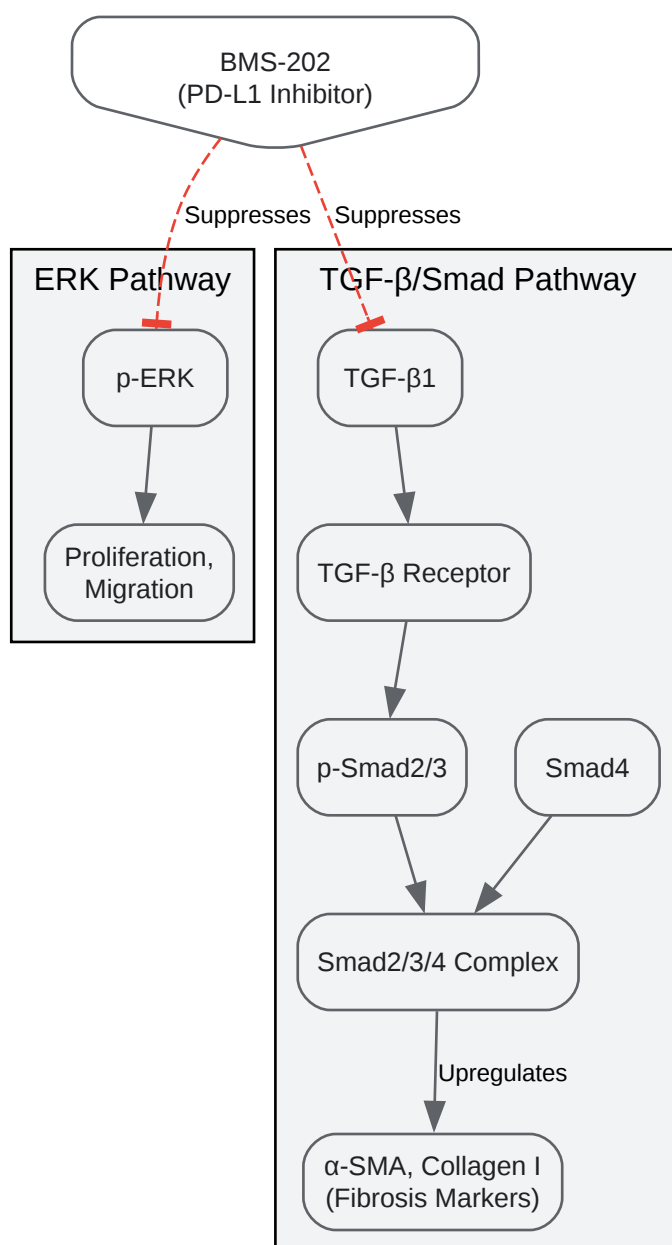 BMS-202
(PD-L1 Inhibitor)
Suppresses
Suppresses
ERK Pathway
p-ERK
Proliferation,
Migration
TGF-β/Smad Pathway
TGF-β1
TGF-β Receptor
p-Smad2/3
Smad4
Smad2/3/4 Complex
Upregulates
α-SMA, Collagen I
(Fibrosis Markers)